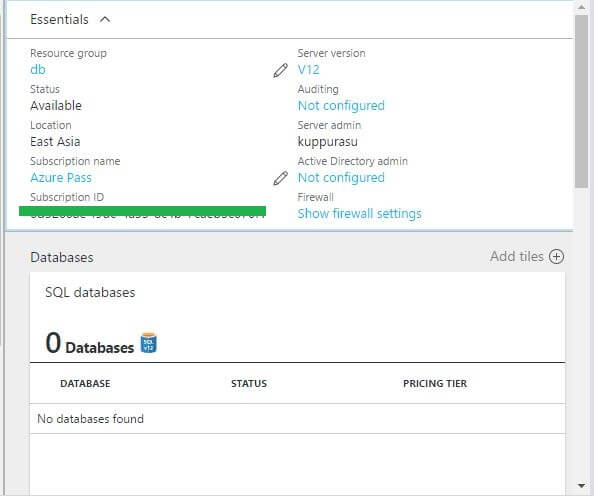 Essentials
Resource group
db
Server version
V12
Status
Available
Auditing
Not configured
Location
East Asia
Server admin
kuppurasu
Subscription name
Azure Pass
Active Directory admin
Not configured
Subscription ID
Firewall
Show firewall settings
Databases
Add tiles
SQL databases
0 Databases
SQL
V12
DATABASE STATUS PRICING TIER
No databases found